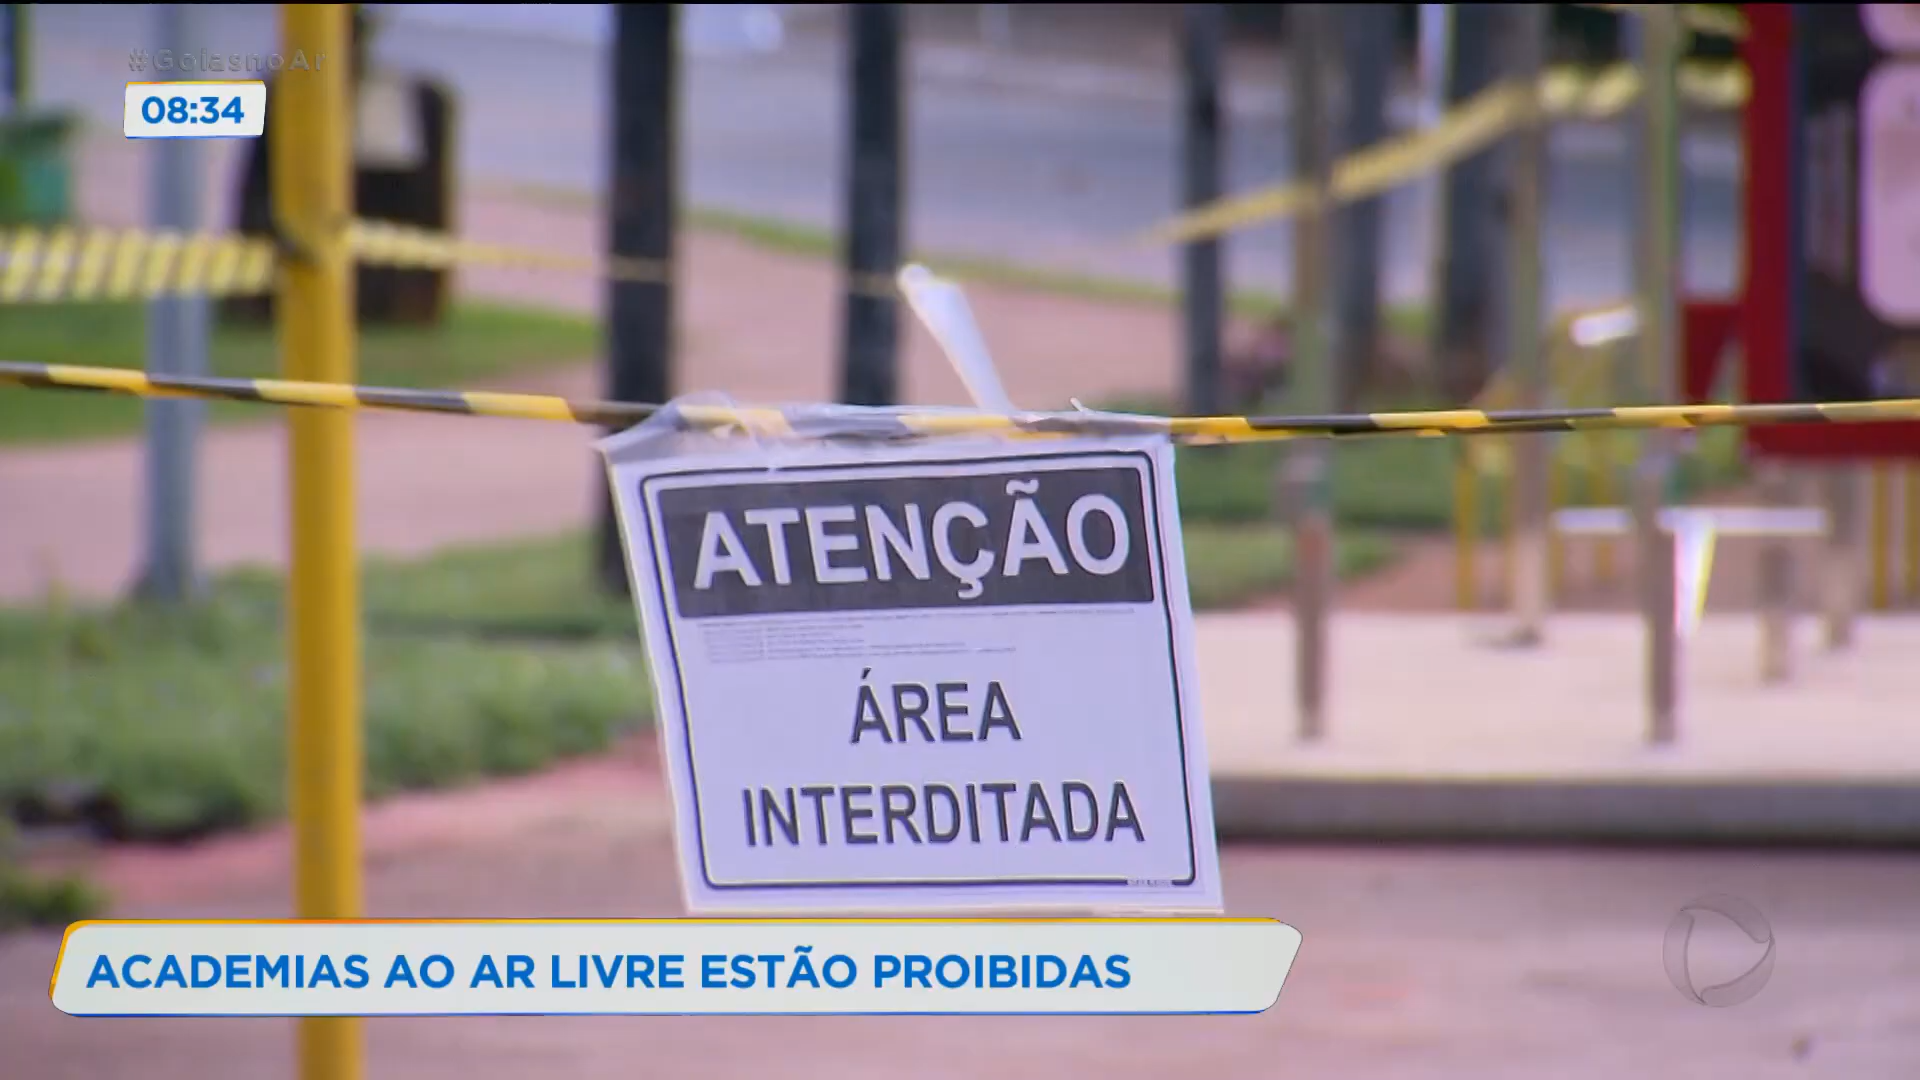 #GoiasnoAr
08:34
ATENÇÃO
ÁREA
INTERDITADA
ACADEMIAS AO AR LIVRE ESTÃO PROIBIDAS